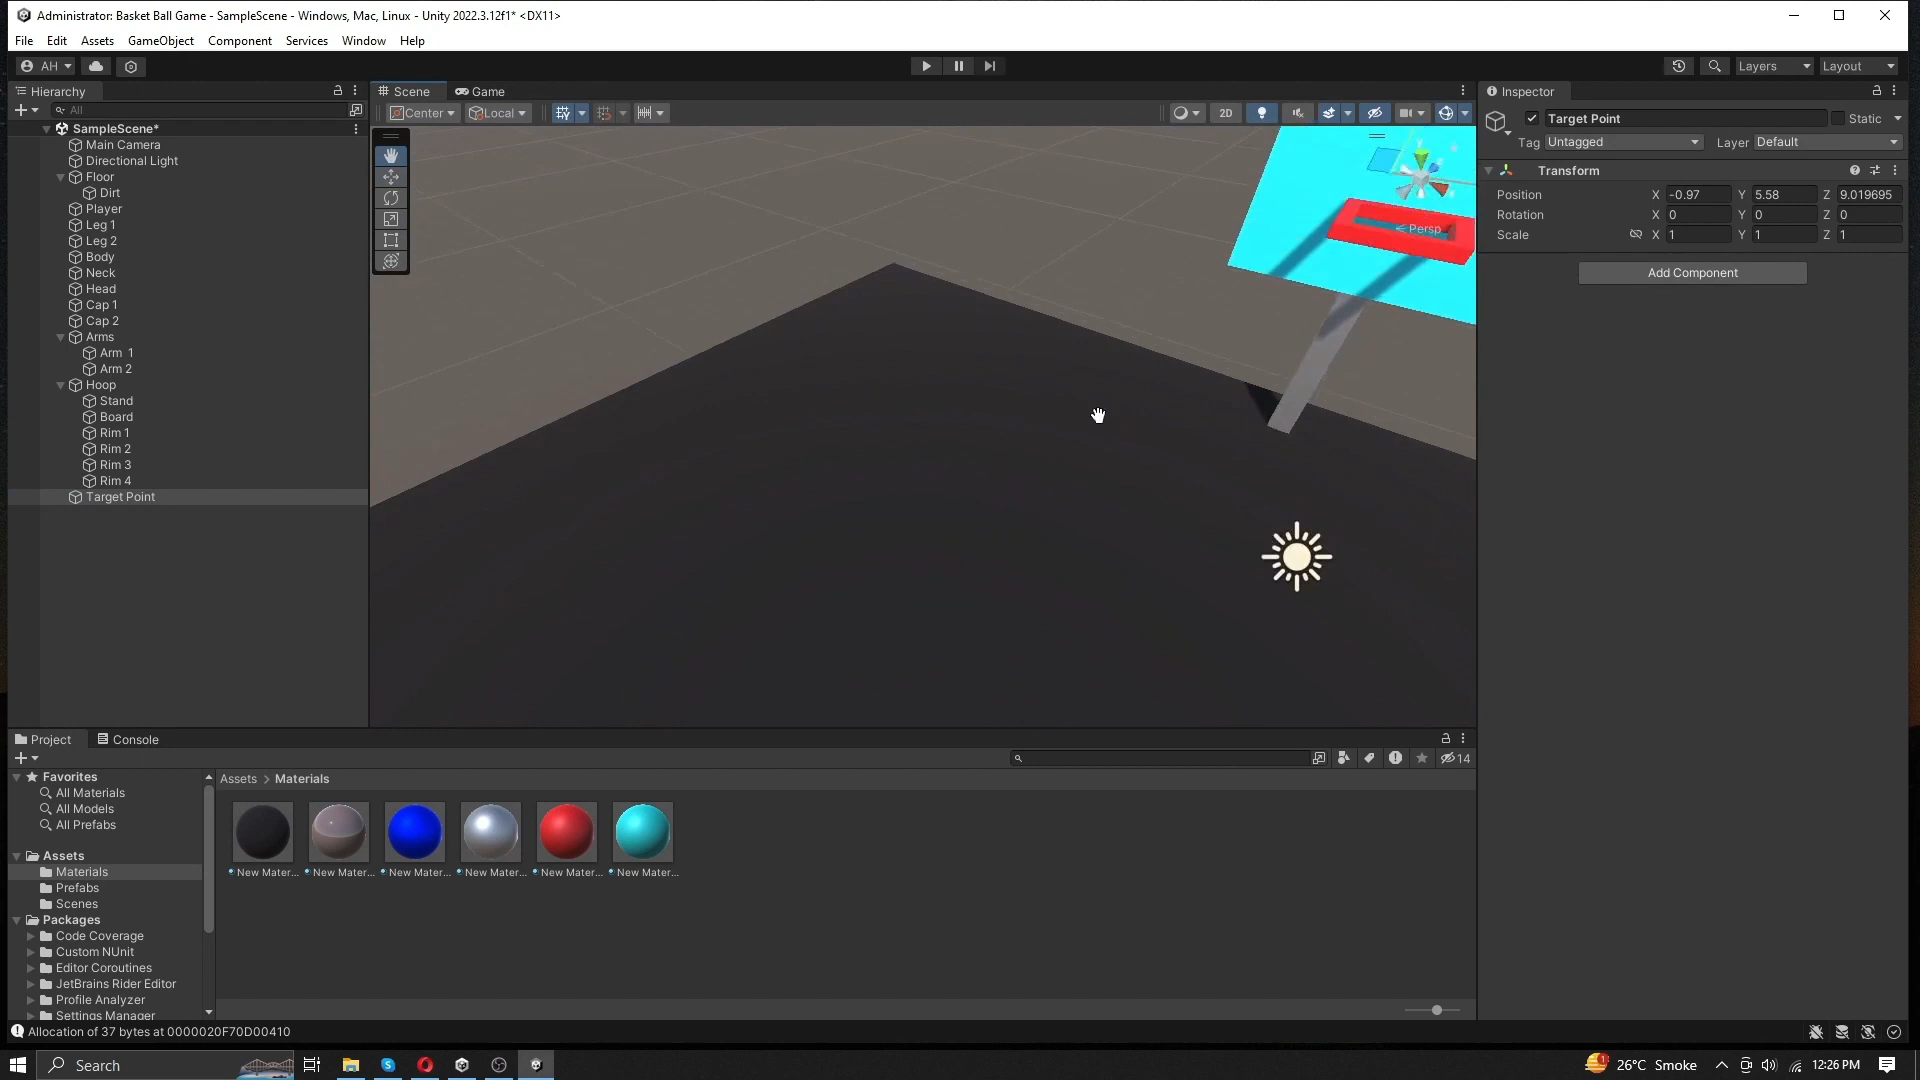 Administrator: Basket Ball Game - SampleScene - Windows, Mac, Linux - Unity 2022.3.12f1* <DX11>
File Edit Assets GameObject Component Services Window Help
AH Layers Layout
Hierarchy
All
SampleScene*
Main Camera
Directional Light
Floor
Dirt
Player
Leg 1
Leg 2
Body
Neck
Head
Cap 1
Cap 2
Arms
Arm 1
Arm 2
Hoop
Stand
Board
Rim 1
Rim 2
Rim 3
Rim 4
Target Point
Scene Game
Center Local 2D
Persp
Inspector
Target Point Static
Tag Untagged Layer Default
Transform
Position X -0.97 Y 5.58 Z 9.019695
Rotation X 0 Y 0 Z 0
Scale X 1 Y 1 Z 1
Add Component
Project Console
14
Favorites
All Materials
All Models
All Prefabs
Assets
Materials
Prefabs
Scenes
Packages
Code Coverage
Custom NUnit
Editor Coroutines
JetBrains Rider Editor
Profile Analyzer
Settings Manager
Assets > Materials
New Mater... New Mater... New Mater... New Mater... New Mater... New Mater...
Allocation of 37 bytes at 0000020F70D00410
Search
1
26°C Smoke
12:26 PM